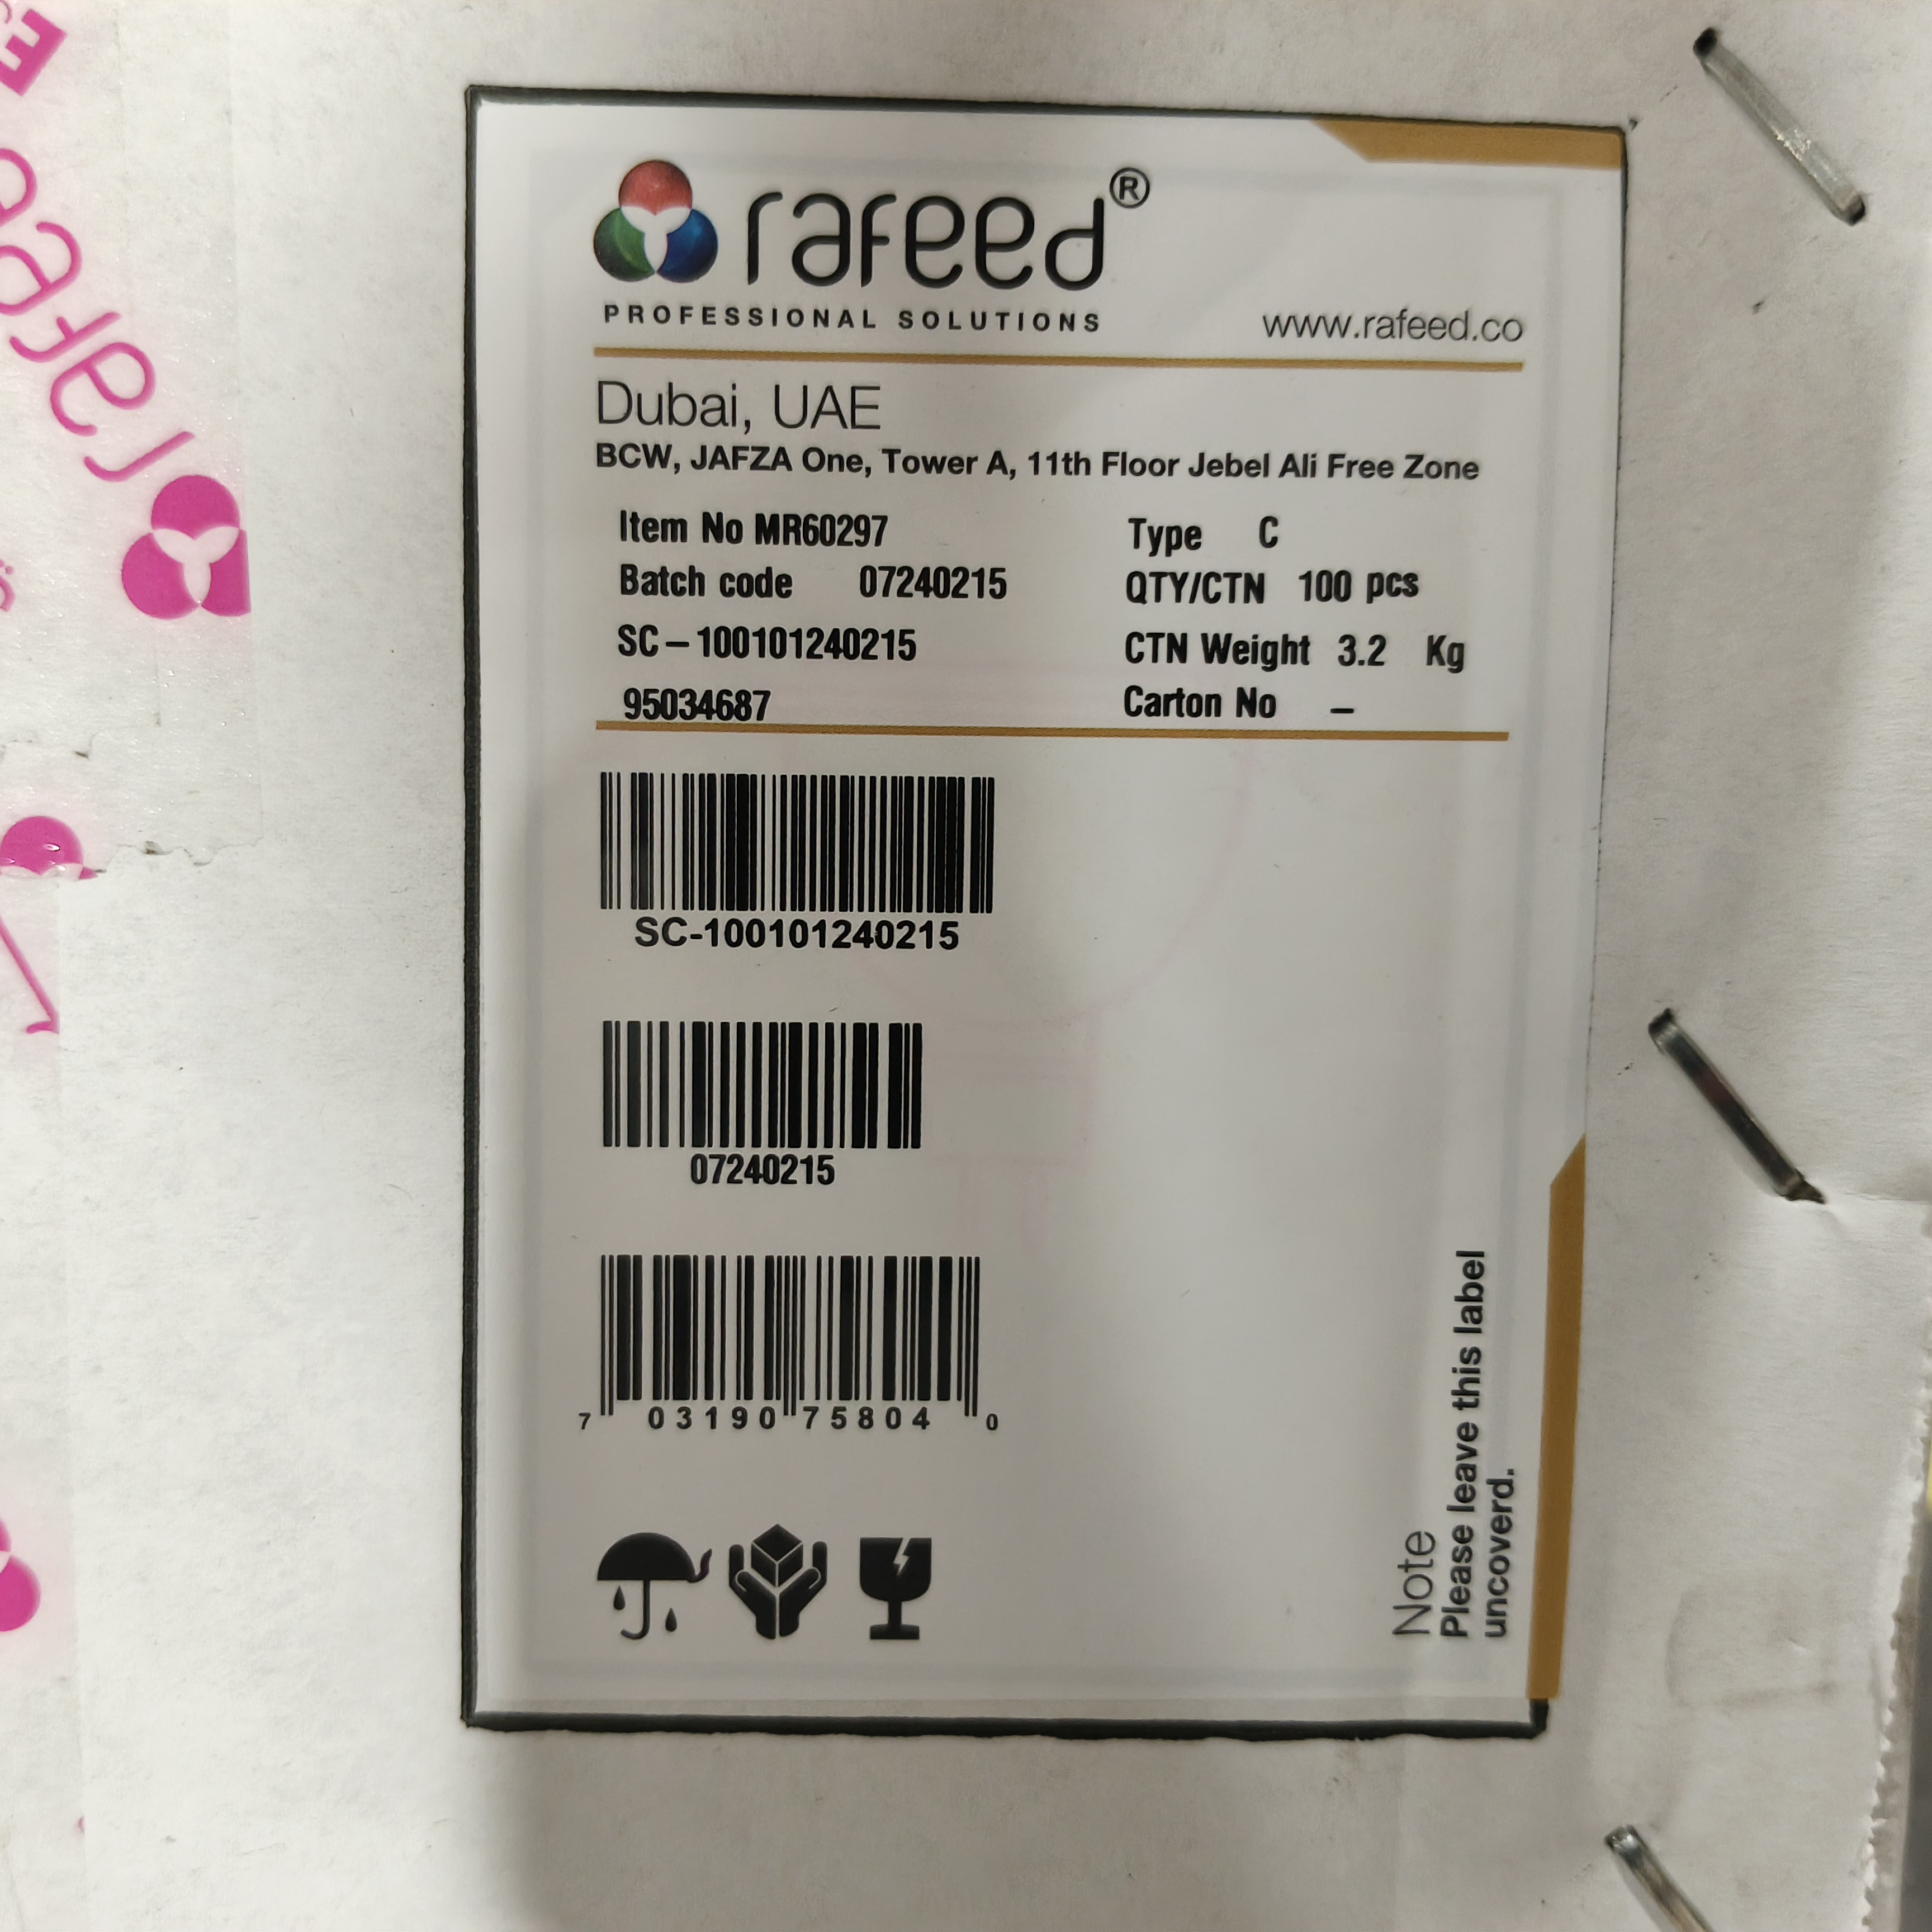 rafeed®
PROFESSIONAL SOLUTIONS
www.rafeed.co
Dubai, UAE
BCW, JAFZA One, Tower A, 11th Floor Jebel Ali Free Zone
Item No MR60297
Type C
Batch code 07240215
QTY/CTN 100 pcs
SC-100101240215
CTN Weight 3.2 Kg
95034687
Carton No –
SC-100101240215
07240215
7 03190 75804 0
Note
Please leave this label
uncoverd.
rafee